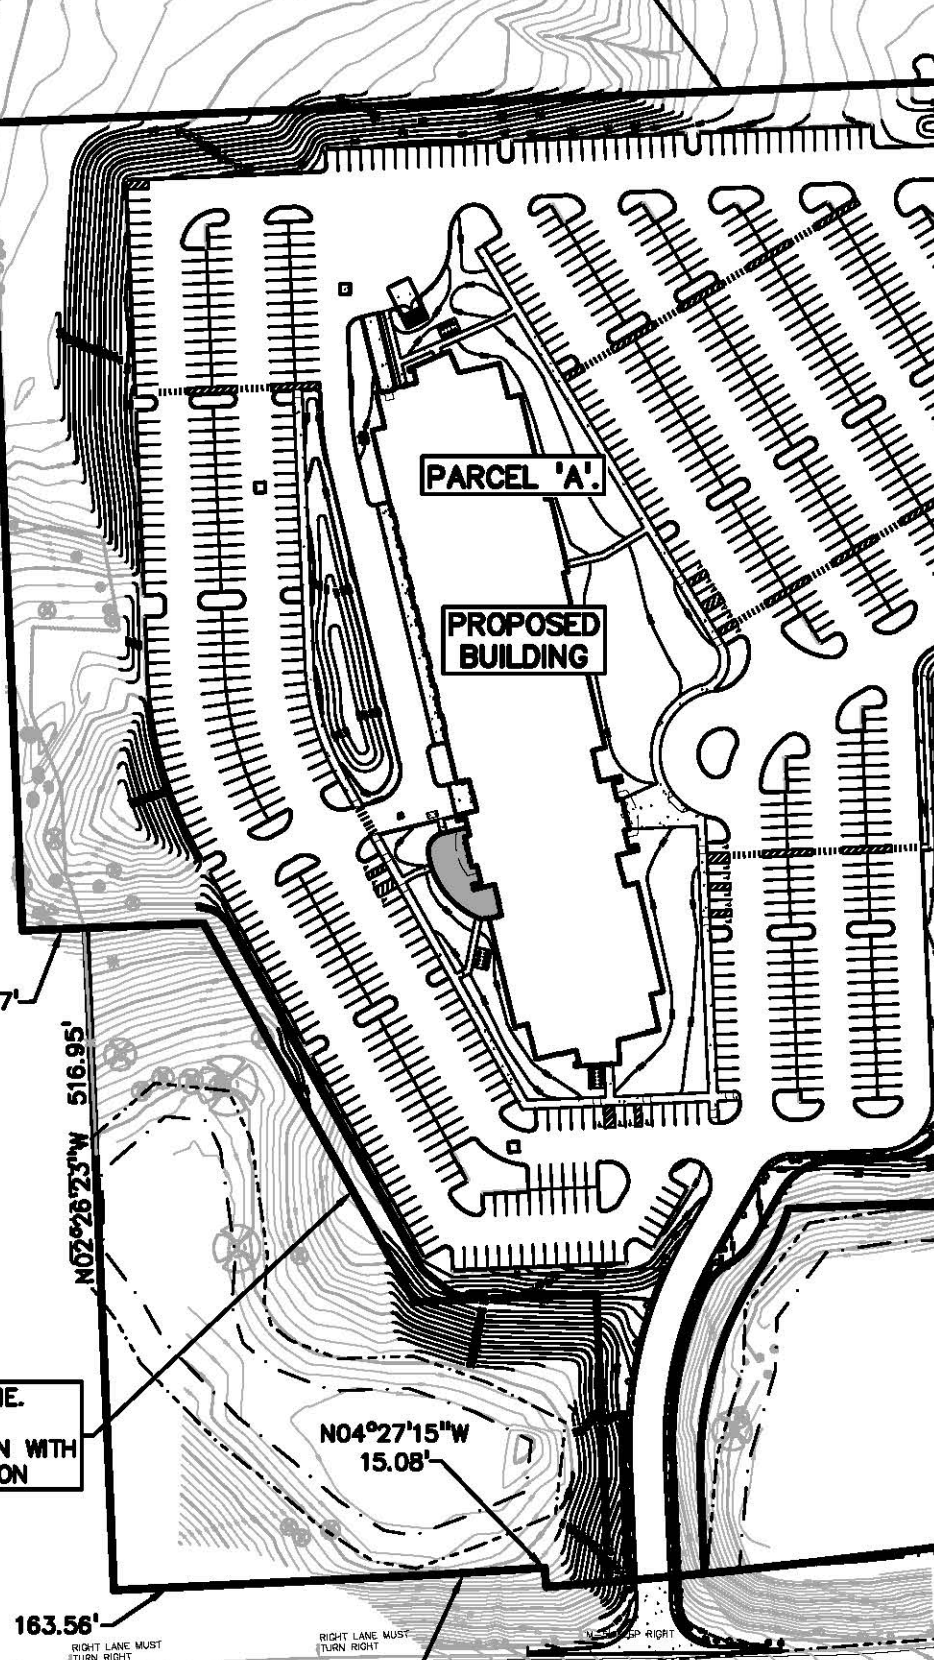 PARCEL 'A'.
PROPOSED
BUILDING
7'
N02°26'23"W 516.95'
E.
N WITH
ON
N04°27'15"W
15.08'
163.56'
RIGHT LANE MUST
TURN RIGHT
RIGHT LANE MUST
TURN RIGHT
RIGHT